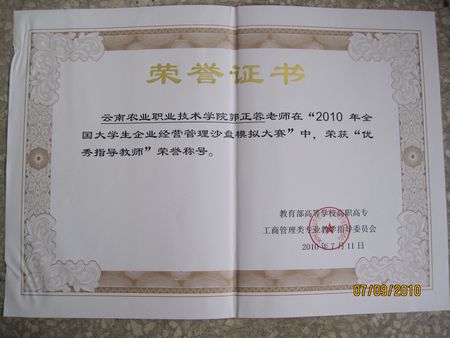 荣誉证书
云南农业职业技术学院郭正蓉老师在“2010 年全
国大学生企业经营管理沙盘模拟大赛”中，荣获“优
秀指导教师”荣誉称号。
教育部高等学校高职高专
工商管理类专业教学指导委员会
2010 年 7 月 11 日
07/09/2010